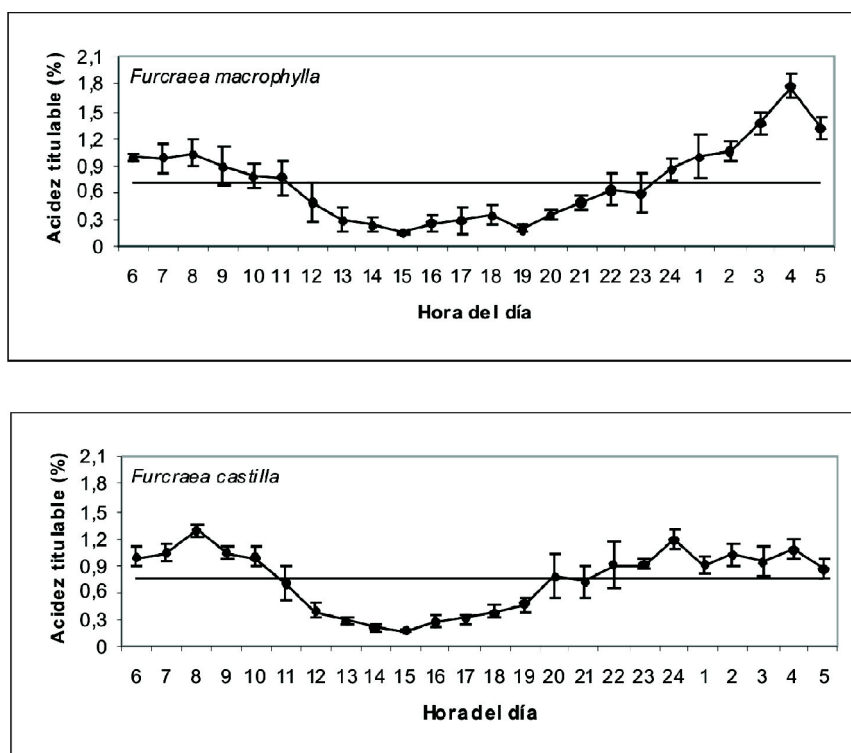 Furcraea macrophylla
Acidez titulable (%)
2,1
1,8
1,5
1,2
0,9
0,6
0,3
0
6 7 8 9 10 11 12 13 14 15 16 17 18 19 20 21 22 23 24 1 2 3 4 5
Hora del día
Furcraea castilla
Acidez titulable (%)
2,1
1,8
1,5
1,2
0,9
0,6
0,3
0
6 7 8 9 10 11 12 13 14 15 16 17 18 19 20 21 22 23 24 1 2 3 4 5
Hora del día